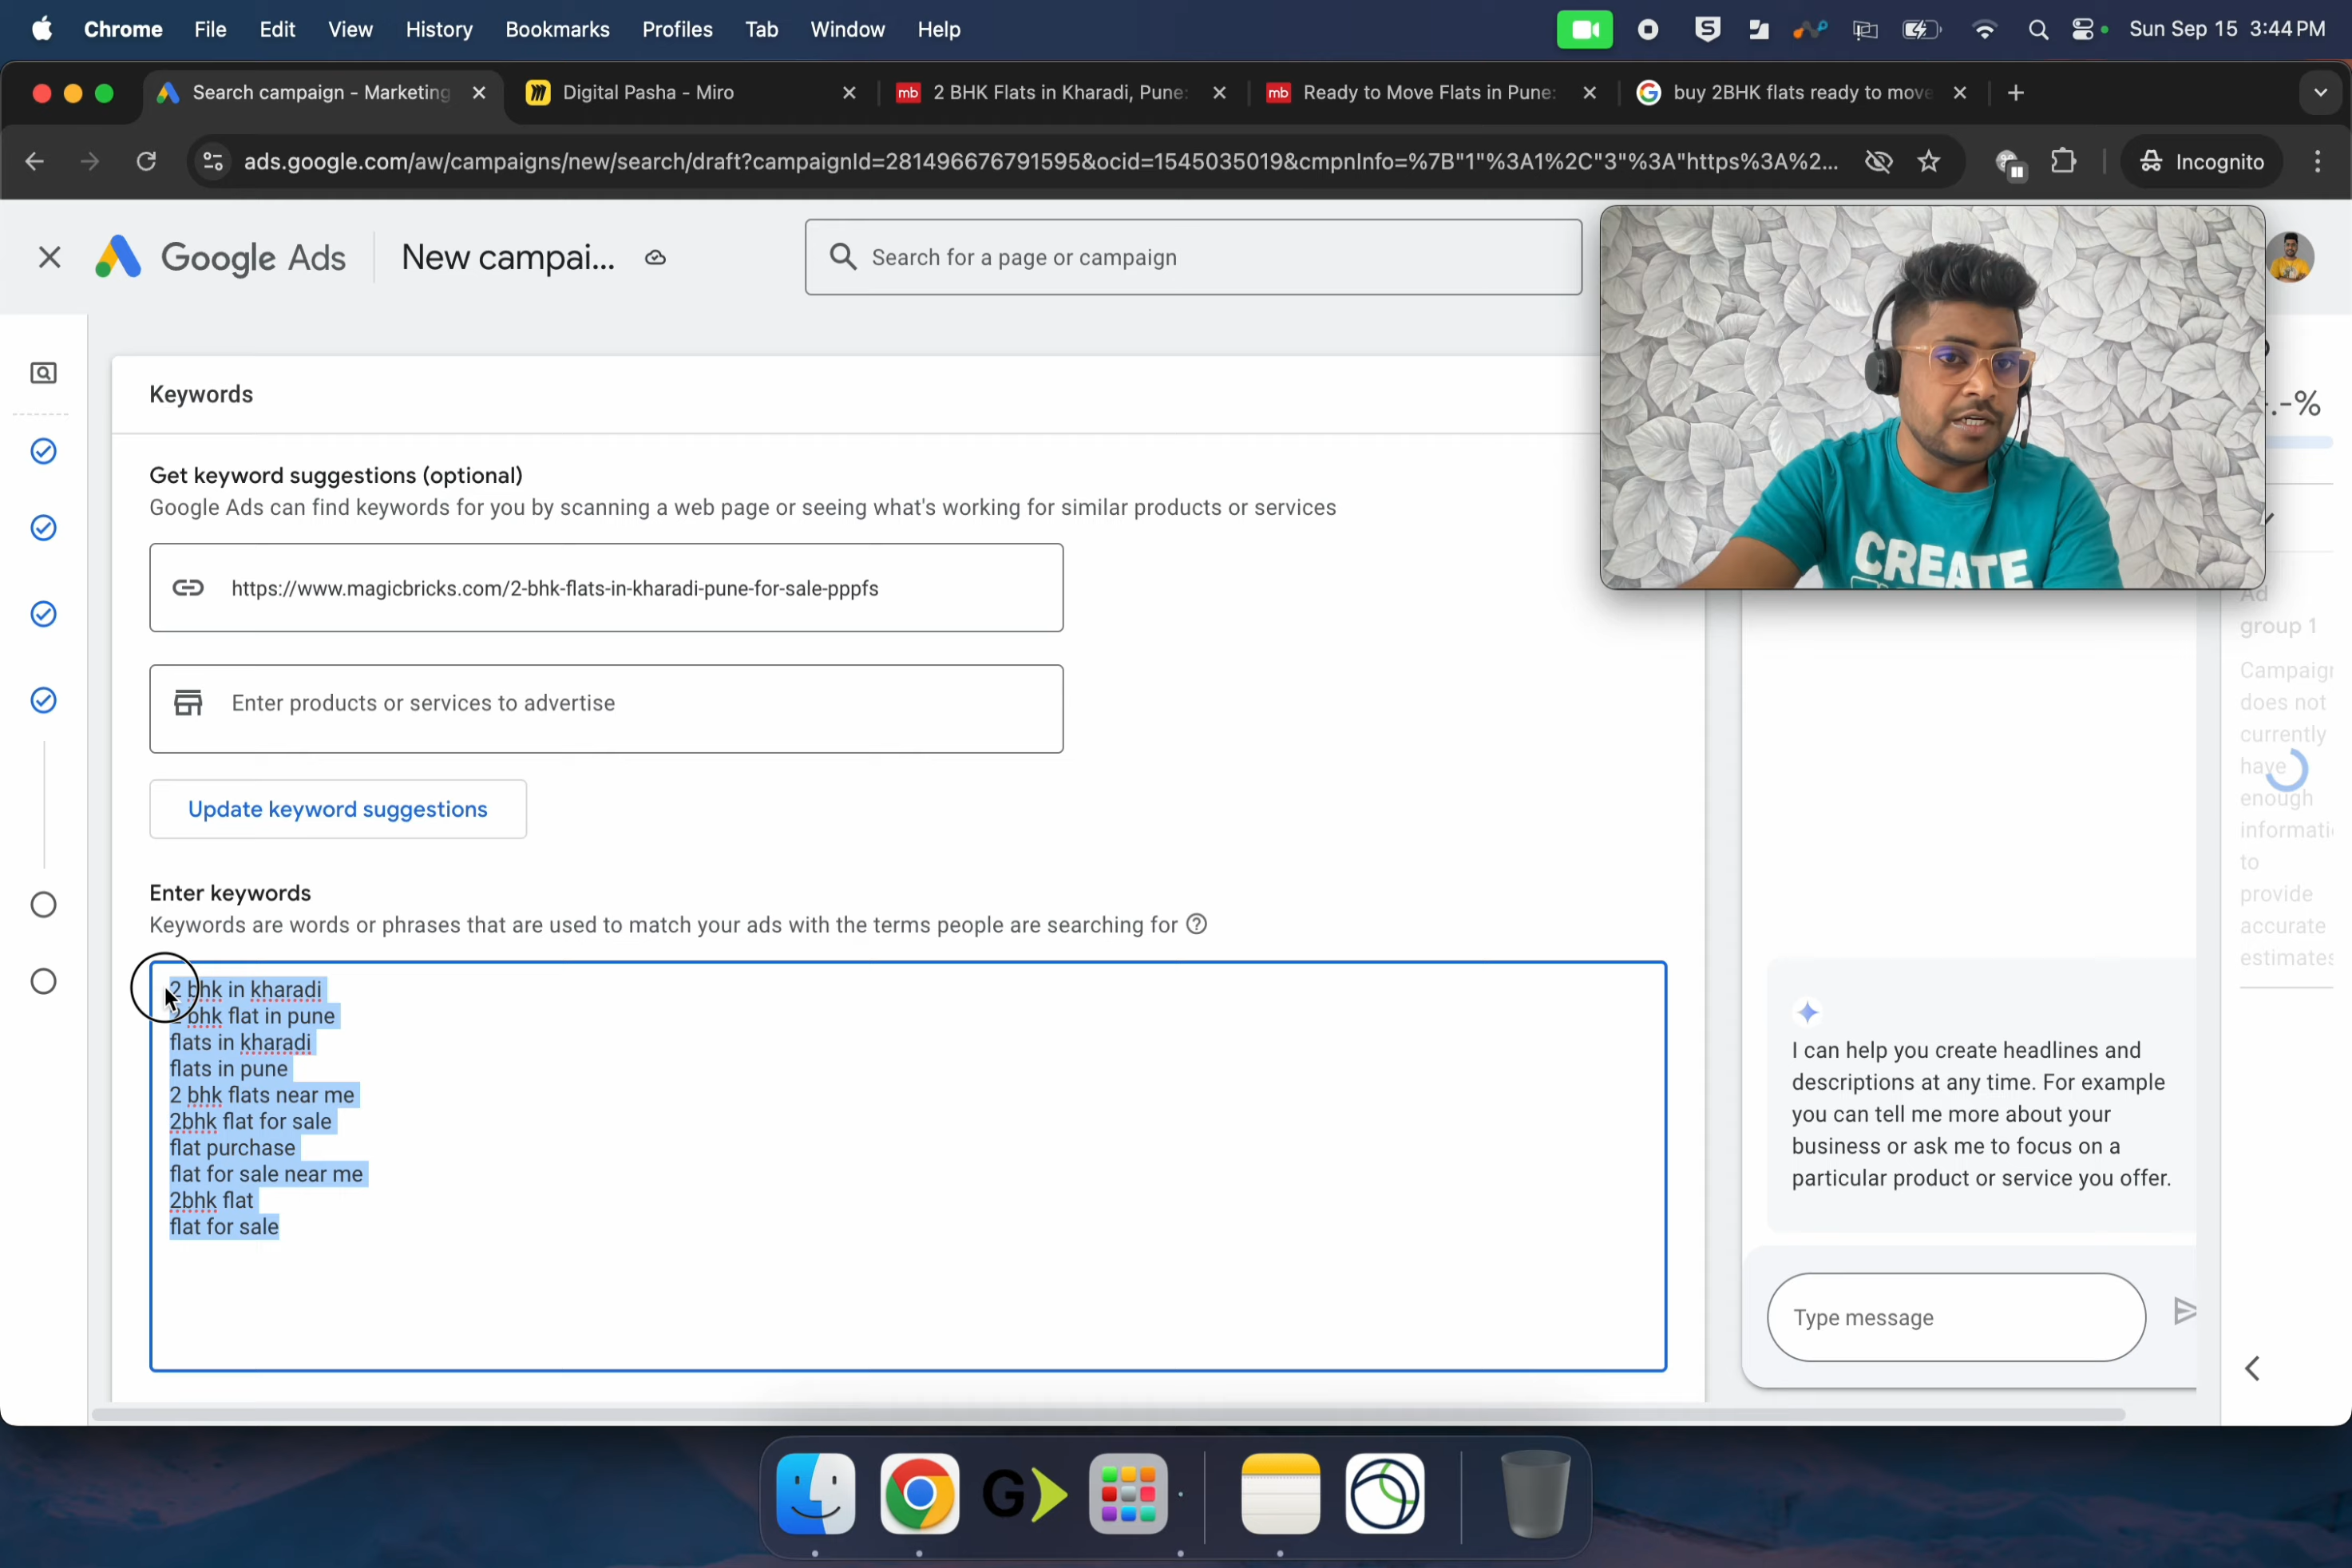 Chrome File Edit View History Bookmarks Profiles Tab Window Help Sun Sep 15 3:44 PM
Search campaign - Marketing
Digital Pasha - Miro
mb 2 BHK Flats in Kharadi, Pune:
mb Ready to Move Flats in Pune:
buy 2BHK flats ready to move
ads.google.com/aw/campaigns/new/search/draft?campaignId=281496676791595&ocid=1545035019&cmpnInfo=%7B"1"%3A1%2C"3"%3A"https%3A%2...
Incognito
Google Ads
New campai...
Search for a page or campaign
Keywords
Get keyword suggestions (optional)
Google Ads can find keywords for you by scanning a web page or seeing what's working for similar products or services
https://www.magicbricks.com/2-bhk-flats-in-kharadi-pune-for-sale-pppfs
Enter products or services to advertise
Update keyword suggestions
Enter keywords
Keywords are words or phrases that are used to match your ads with the terms people are searching for
2 bhk in kharadi
2 bhk flat in pune
flats in kharadi
flats in pune
2 bhk flats near me
2bhk flat for sale
flat purchase
flat for sale near me
2bhk flat
flat for sale
CREATE
I can help you create headlines and
descriptions at any time. For example
you can tell me more about your
business or ask me to focus on a
particular product or service you offer.
Type message
.-%
Ad
group 1
Campaign
does not
currently
have
enough
informati
to
provide
accurate
estimates